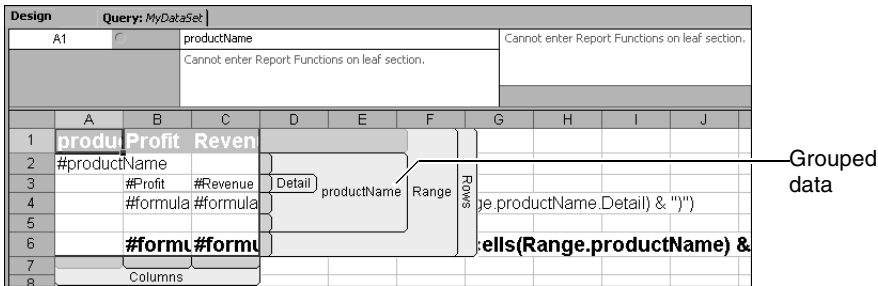 Design Query: MyDataSet
A1 productName Cannot enter Report Functions on leaf section.
Cannot enter Report Functions on leaf section.
A B C D E F G H I J
1 produ Profit Reven
2 #productName
3 #Profit #Revenue Detail productName Range Rows
4 #formula #formula ge.productName.Detail) & ")")
5
6 #formu #formu cells(Range.productName) &
7
Columns
8
Grouped
data